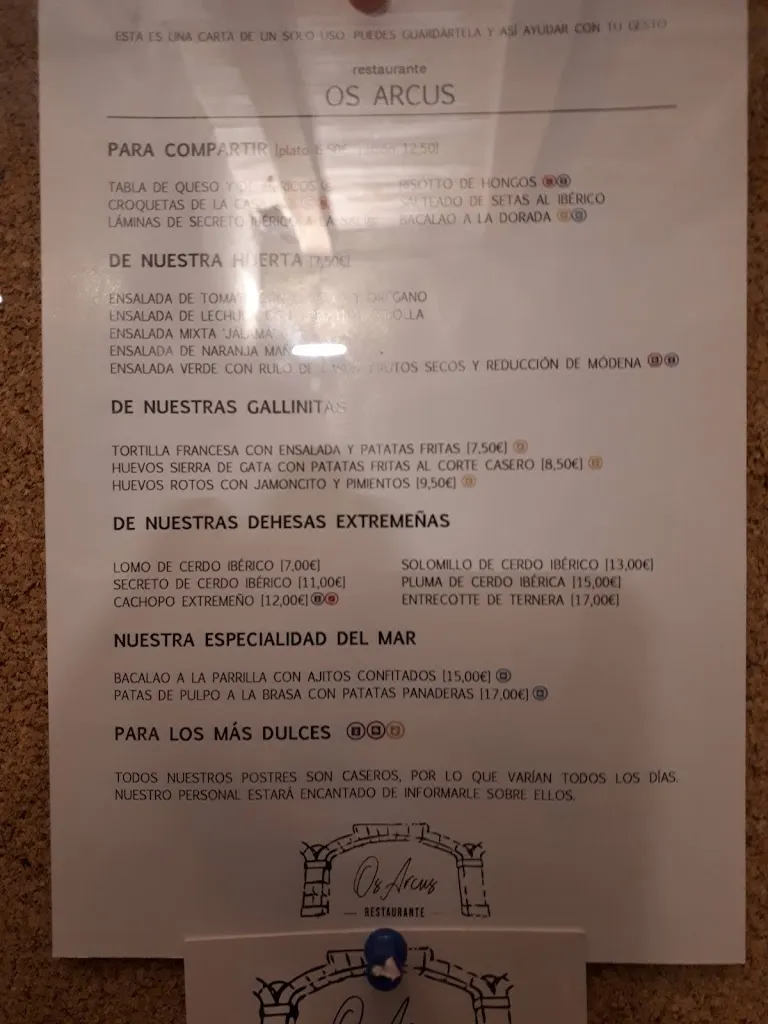 ESTA ES UNA CARTA DE UN SOLO USO. PUEDES GUARDÁRTELA Y ASÍ AYUDAR CON TU GESTO
restaurante
OS ARCUS
PARA COMPARTIR [plato 12,50]
TABLA DE QUESO Y
RISOTTO DE HONGOS
CROQUETAS DE LA
SALTEADO DE SETAS AL IBÉRICO
LÁMINAS DE SECRETO IBÉRICO A LA
BACALAO A LA DORADA
DE NUESTRA HUERTA [7,50€]
ENSALADA DE Y ORÉGANO
ENSALADA DE
ENSALADA MIXTA "JALAMA"
ENSALADA DE NARANJA
ENSALADA VERDE CON RULO DE FRUTOS SECOS Y REDUCCIÓN DE MÓDENA
DE NUESTRAS GALLINITAS
TORTILLA FRANCESA CON ENSALADA Y PATATAS FRITAS [7,50€]
HUEVOS SIERRA DE GATA CON PATATAS FRITAS AL CORTE CASERO [8,50€]
HUEVOS ROTOS CON JAMONCITO Y PIMIENTOS [9,50€]
DE NUESTRAS DEHESAS EXTREMEÑAS
LOMO DE CERDO IBÉRICO [7,00€]
SOLOMILLO DE CERDO IBÉRICO [13,00€]
SECRETO DE CERDO IBÉRICO [11,00€]
PLUMA DE CERDO IBÉRICA [15,00€]
CACHOPO EXTREMEÑO [12,00€]
ENTRECOTTE DE TERNERA [17,00€]
NUESTRA ESPECIALIDAD DEL MAR
BACALAO A LA PARRILLA CON AJITOS CONFITADOS [15,00€]
PATAS DE PULPO A LA BRASA CON PATATAS PANADERAS [17,00€]
PARA LOS MÁS DULCES
TODOS NUESTROS POSTRES SON CASEROS, POR LO QUE VARÍAN TODOS LOS DÍAS.
NUESTRO PERSONAL ESTARÁ ENCANTADO DE INFORMARLE SOBRE ELLOS.
Os Arcus
RESTAURANTE